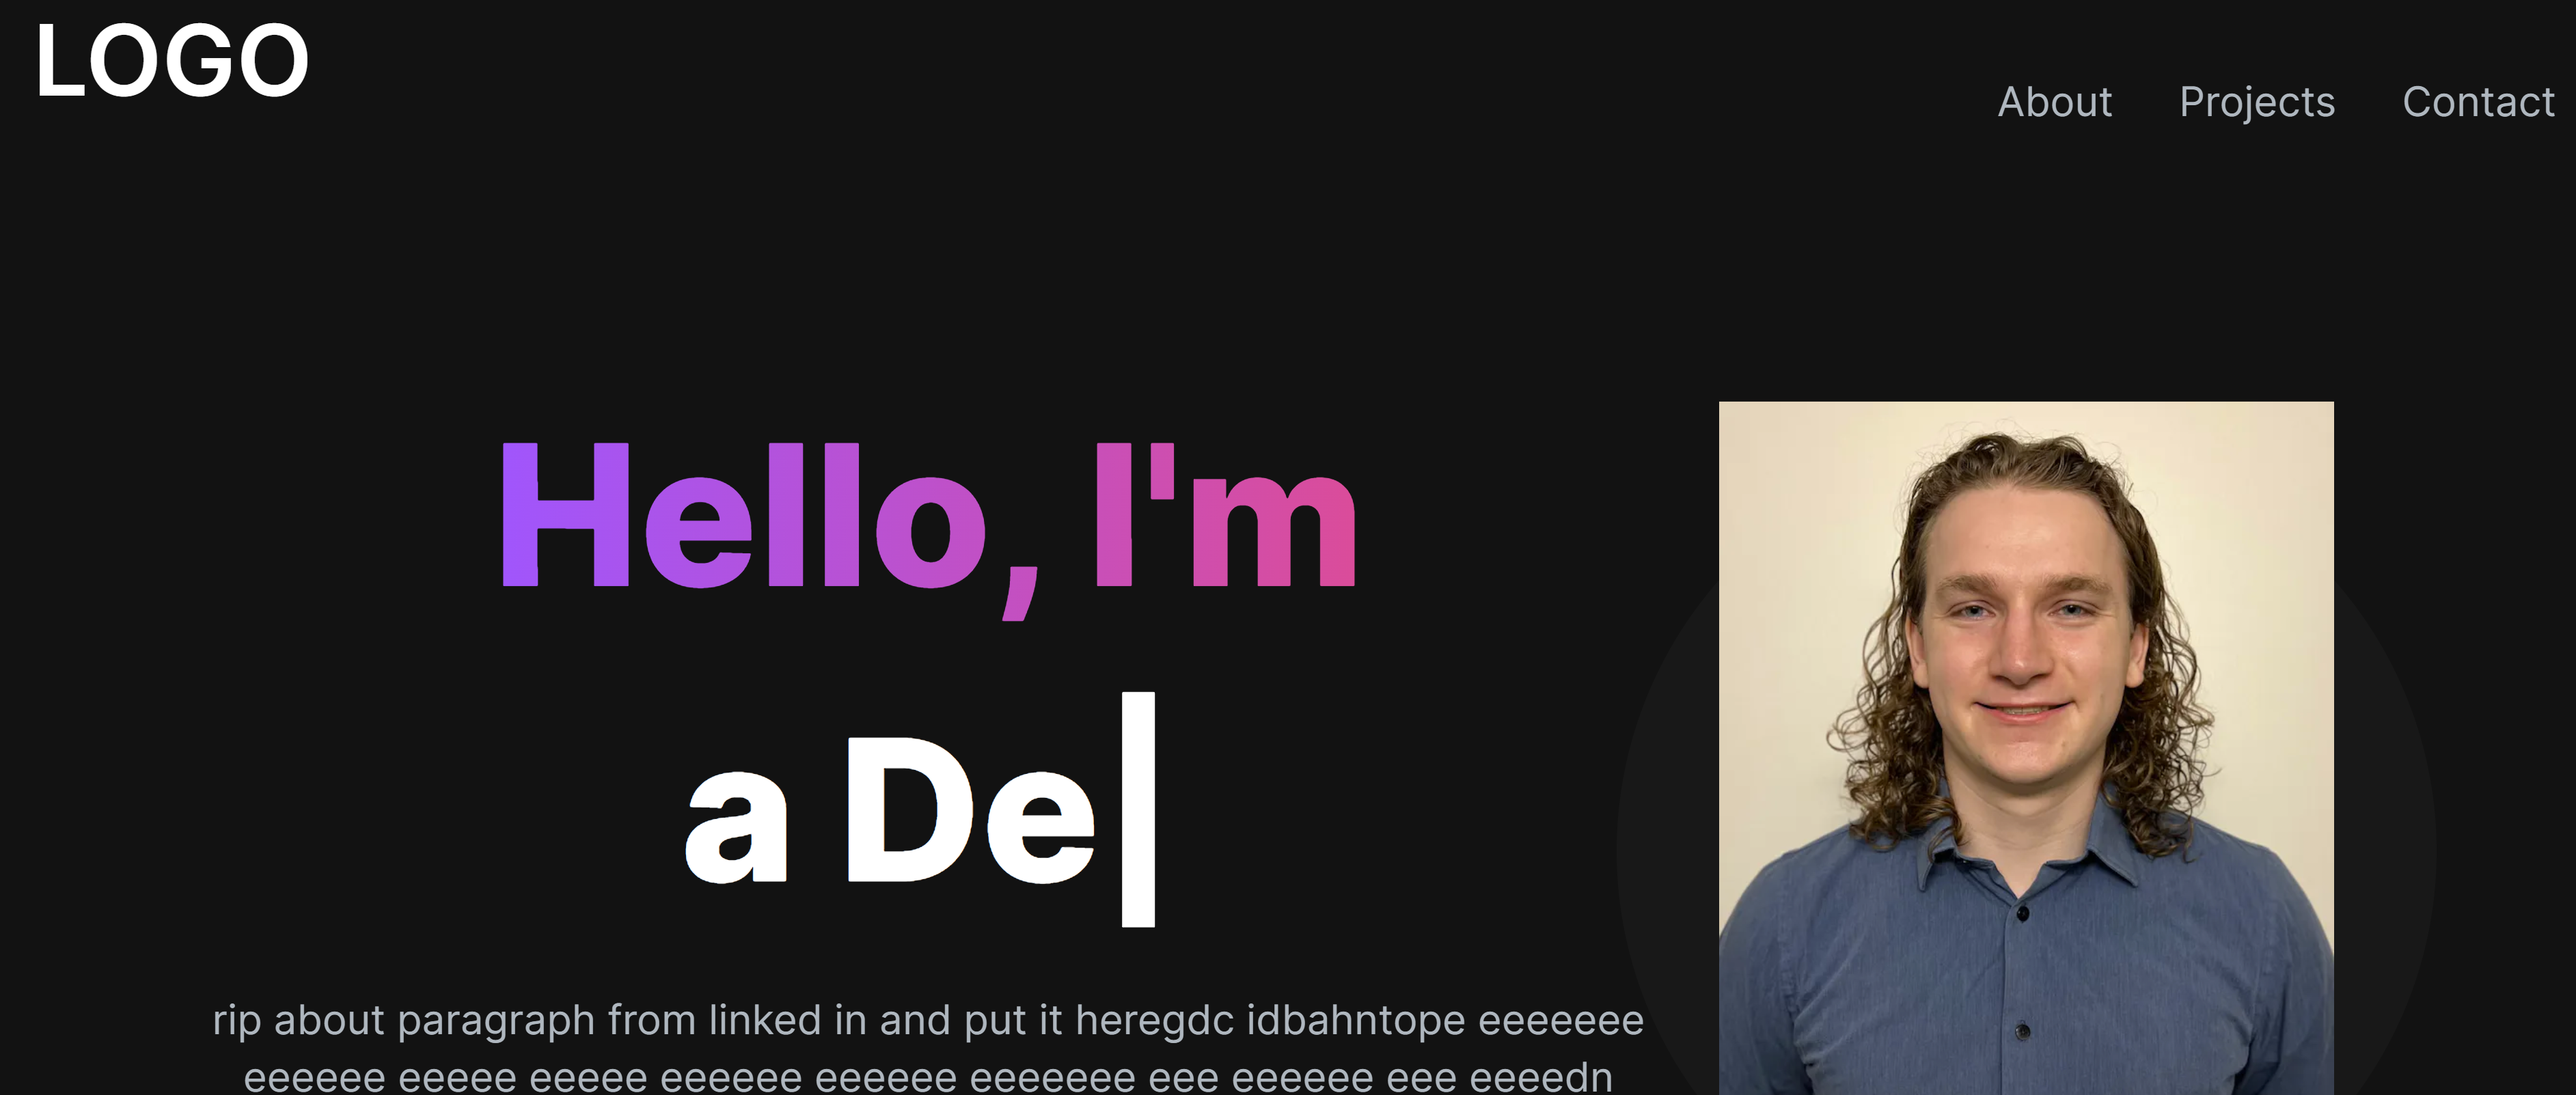 LOGO
About Projects Contact
Hello, I'm
a De
rip about paragraph from linked in and put it heregdc idbahntope eeeeeee
eeeeee eeeee eeeee eeeeee eeeeee eeeeeee eee eeeeee eee eeeedn